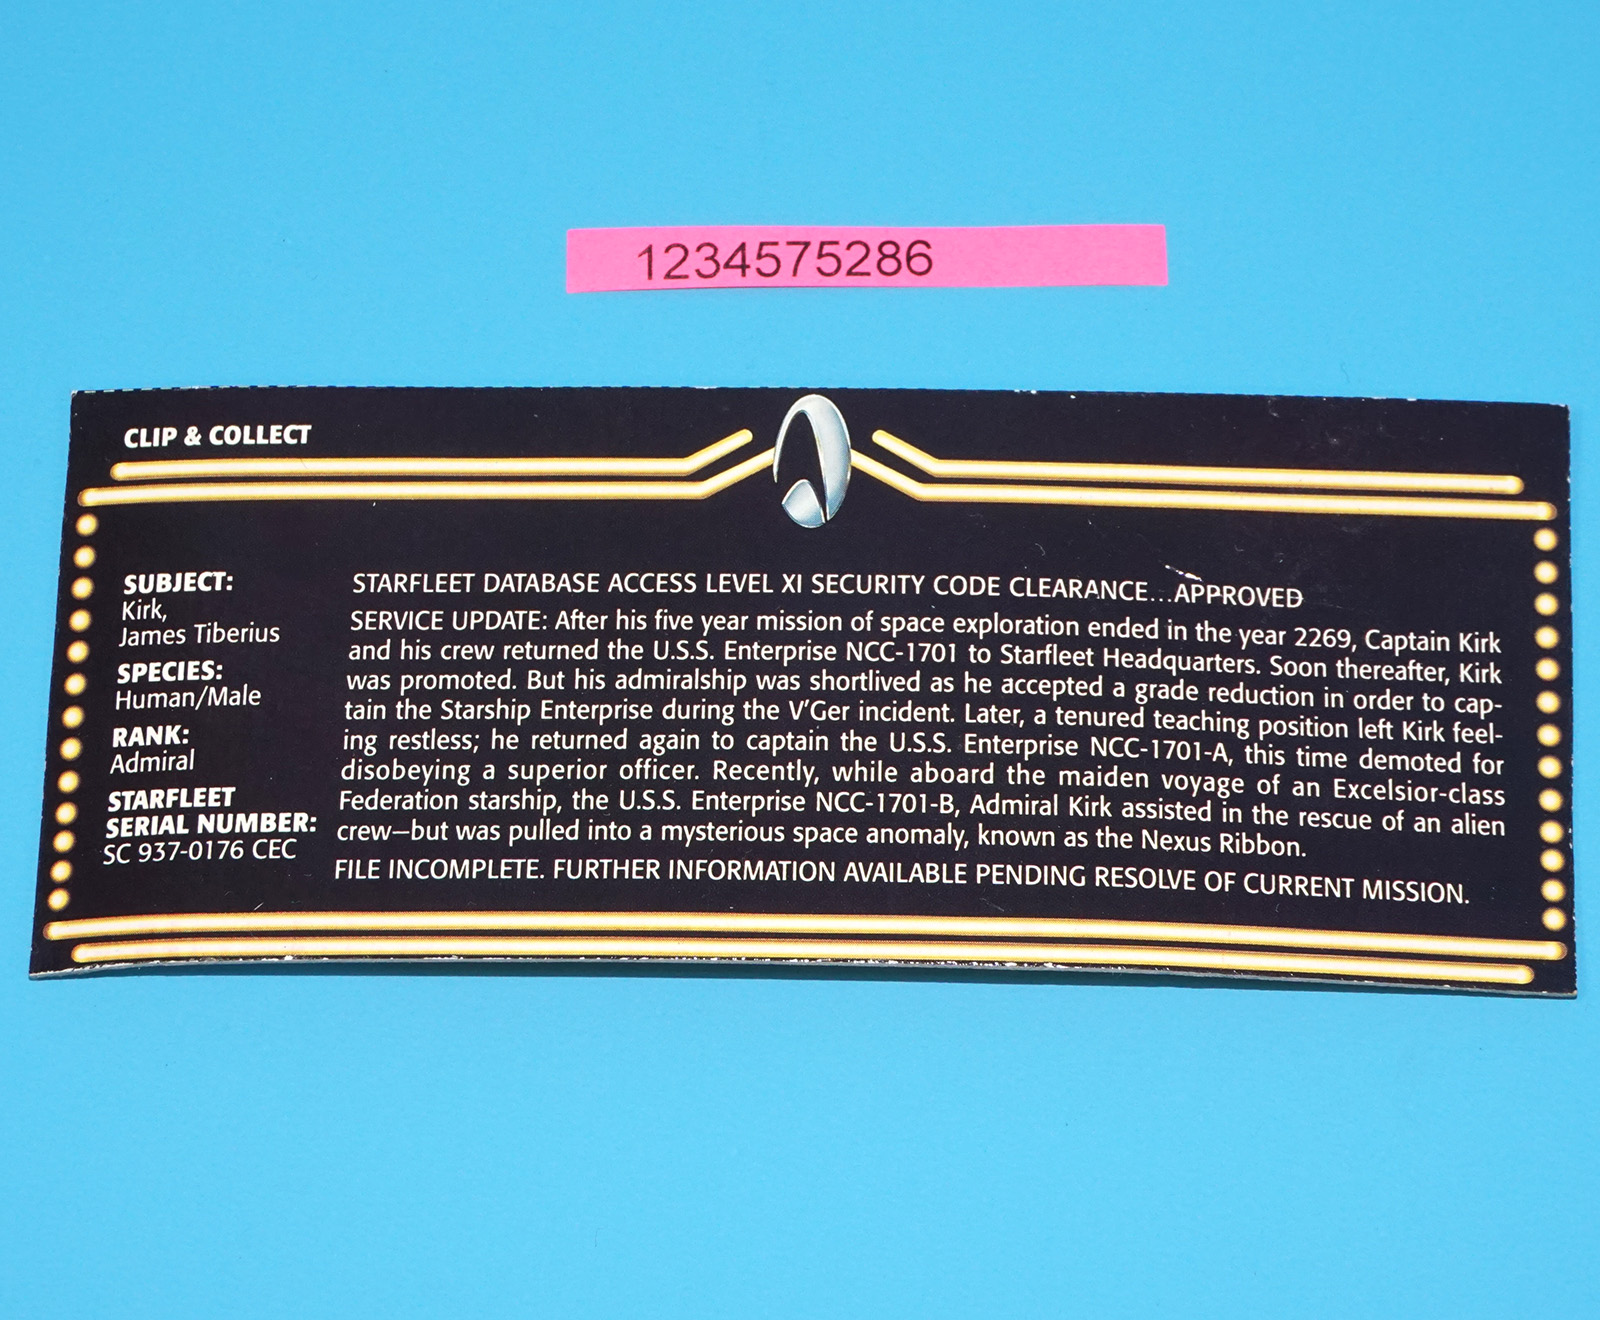 1234575286
CLIP & COLLECT
SUBJECT:
Kirk,
James Tiberius
SPECIES:
Human/Male
RANK:
Admiral
STARFLEET
SERIAL NUMBER:
SC 937-0176 CEC
STARFLEET DATABASE ACCESS LEVEL XI SECURITY CODE CLEARANCE...APPROVED
SERVICE UPDATE: After his five year mission of space exploration ended in the year 2269, Captain Kirk
and his crew returned the U.S.S. Enterprise NCC-1701 to Starfleet Headquarters. Soon thereafter, Kirk
was promoted. But his admiralship was shortlived as he accepted a grade reduction in order to cap-
tain the Starship Enterprise during the V'Ger incident. Later, a tenured teaching position left Kirk feel-
ing restless; he returned again to captain the U.S.S. Enterprise NCC-1701-A, this time demoted for
disobeying a superior officer. Recently, while aboard the maiden voyage of an Excelsior-class
Federation starship, the U.S.S. Enterprise NCC-1701-B, Admiral Kirk assisted in the rescue of an alien
crew—but was pulled into a mysterious space anomaly, known as the Nexus Ribbon.
FILE INCOMPLETE. FURTHER INFORMATION AVAILABLE PENDING RESOLVE OF CURRENT MISSION.